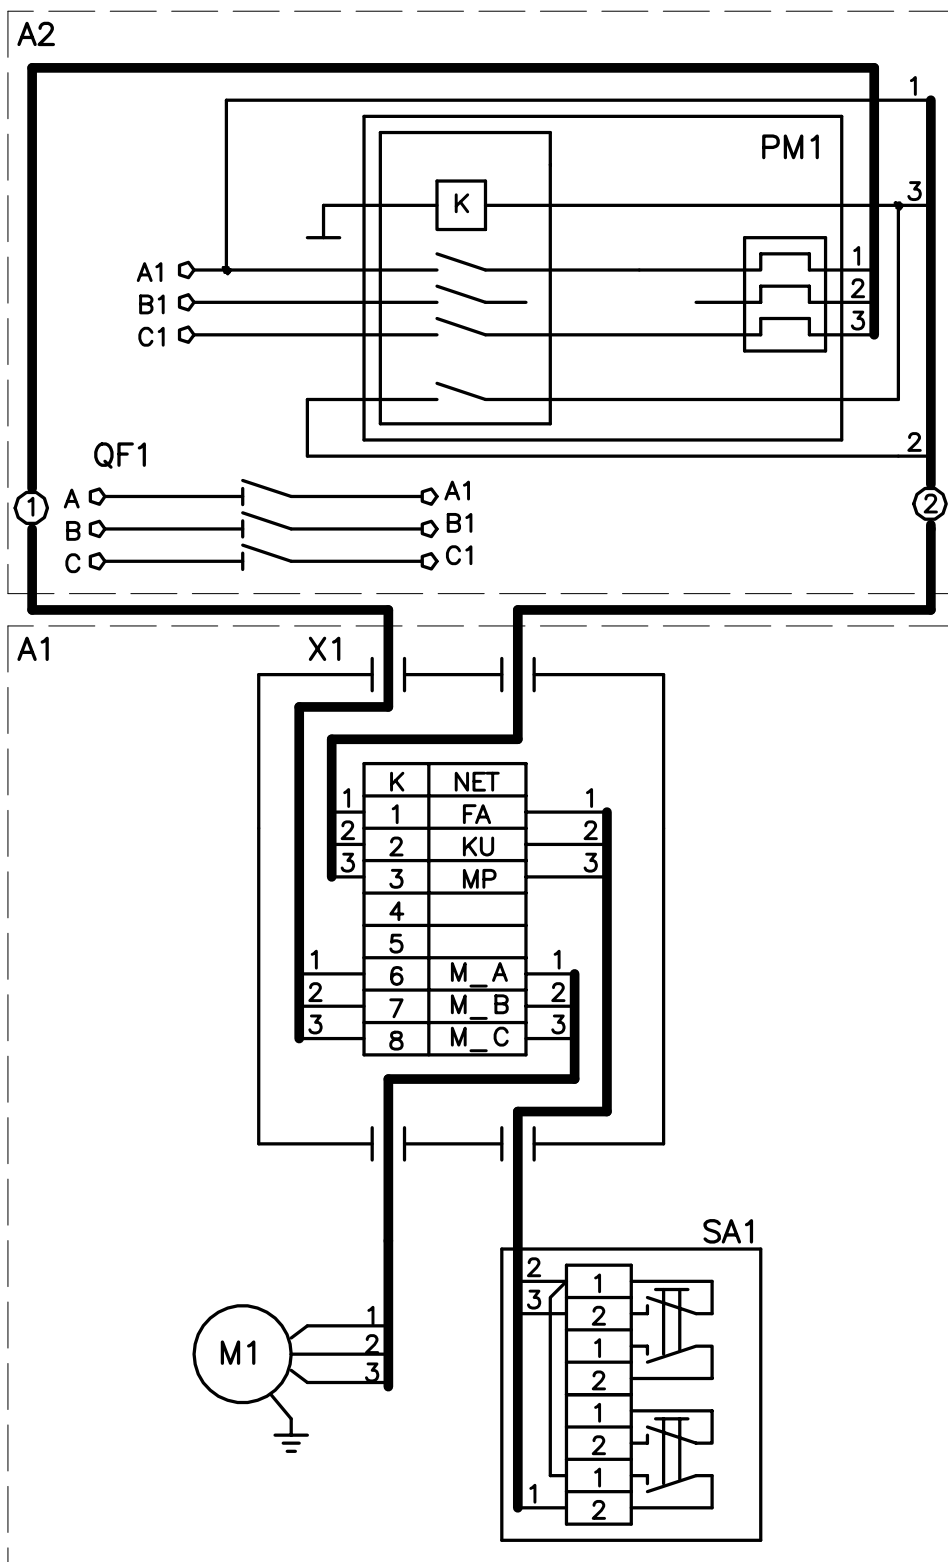 A2
1
PM1
K
3
A1
1
B1
2
C1
3
2
QF1
A
A1
1
2
B
B1
C
C1
A1
X1
K NET
1 1 FA 1
2 2 KU 2
3 3 MP 3
4
5
1 6 M_A 1
2 7 M_B 2
3 8 M_C 3
SA1
2 1
3 2
1
M1
1
2
3
2
1
2
1
1 2